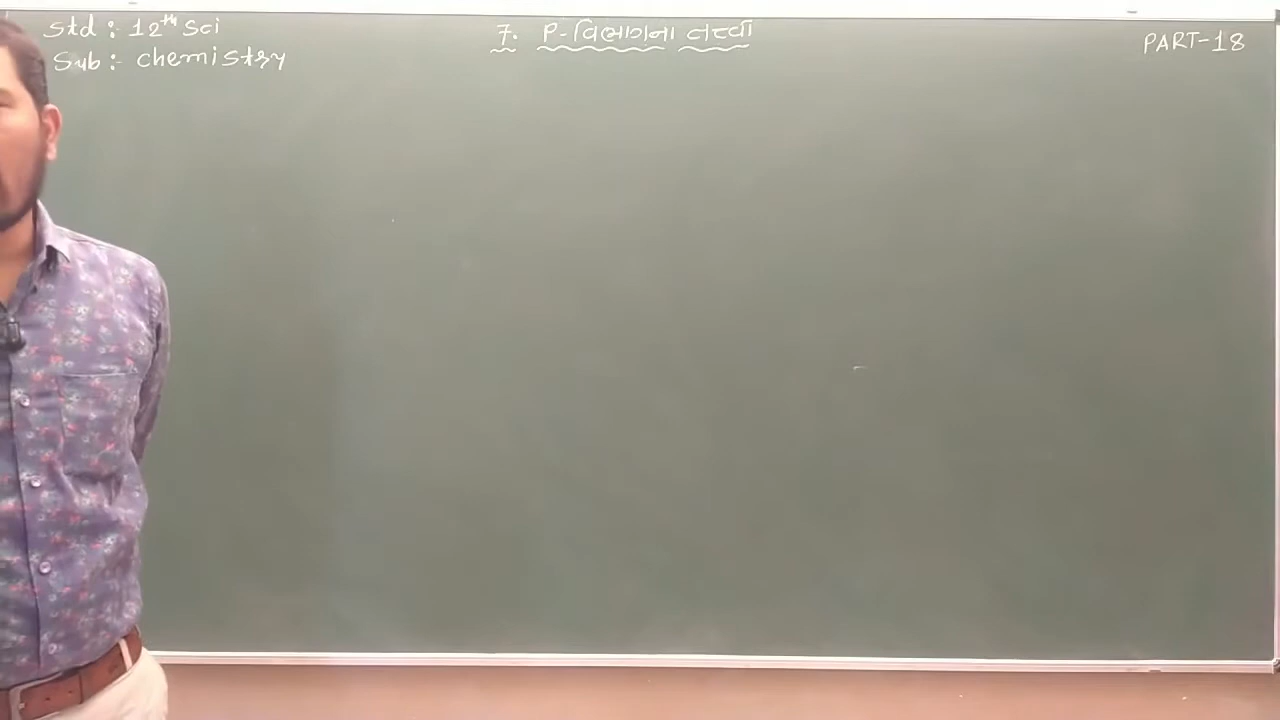 Std :- 12th Sci
Sub :- chemistry
7. P-વિભાગના તત્ત્વો
PART-18